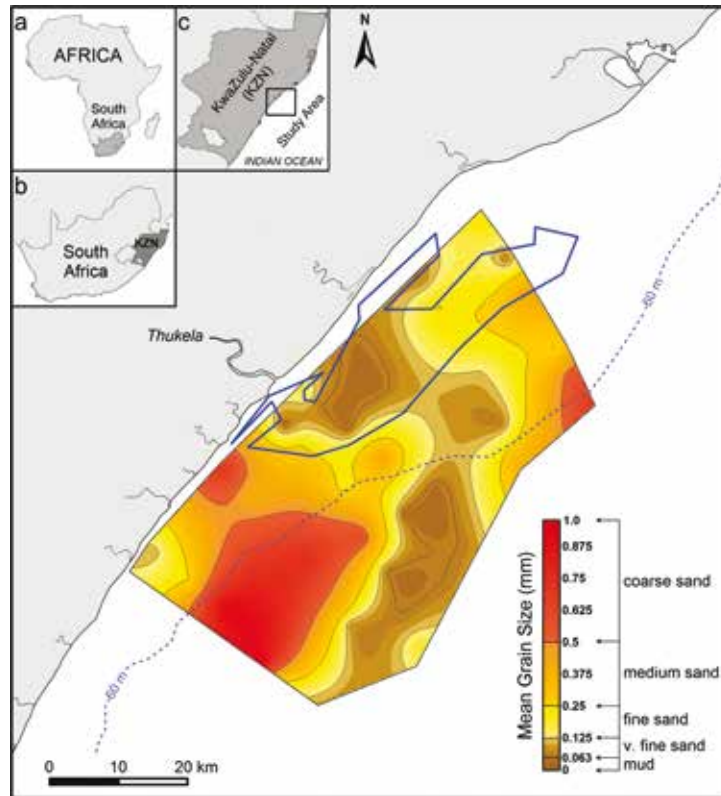 a
AFRICA
South
Africa
b
South
Africa
KZN
c
KwaZulu-Natal
(KZN)
Study Area
INDIAN OCEAN
N
Thukela
-60 m
-60 m
0 10 20 km
Mean Grain Size (mm)
1.0
0.875
0.75
0.625
0.5
0.375
0.25
0.125
0.063
0
coarse sand
medium sand
fine sand
v. fine sand
mud